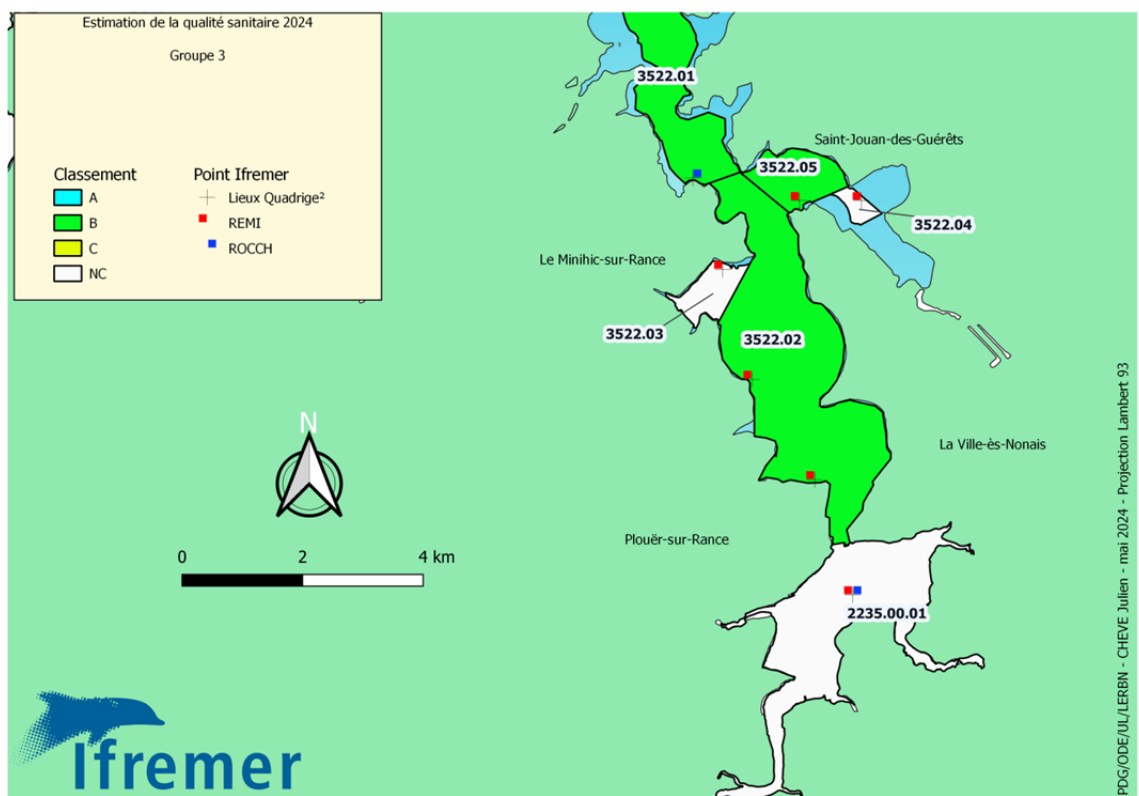 Estimation de la qualité sanitaire 2024
Groupe 3
Classement
A
B
C
NC
Point Ifremer
Lieux Quadrige²
REMI
ROCCH
3522.01
Saint-Jouan-des-Guérêts
3522.05
3522.04
Le Minihic-sur-Rance
3522.03
3522.02
La Ville-ès-Nonais
N
Plouër-sur-Rance
0 2 4 km
2235.00.01
Ifremer
PDG/ODE/UL/LERBN - CHEVE Julien - mai 2024 - Projection Lambert 93